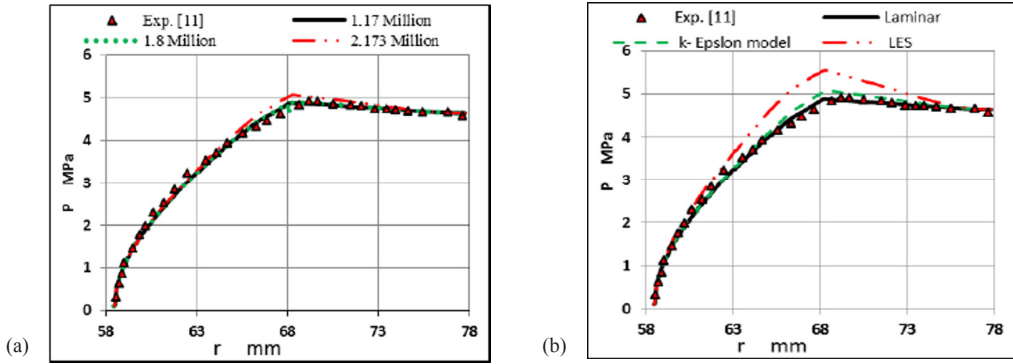 Exp. [11]
1.17 Million
1.8 Million
2.173 Million
6
5
4
3
2
1
0
P MPa
58
63
68
73
78
r mm
(a)
Exp. [11]
Laminar
k- Epslon model
LES
6
5
4
3
2
1
0
P MPa
58
63
68
73
78
r mm
(b)